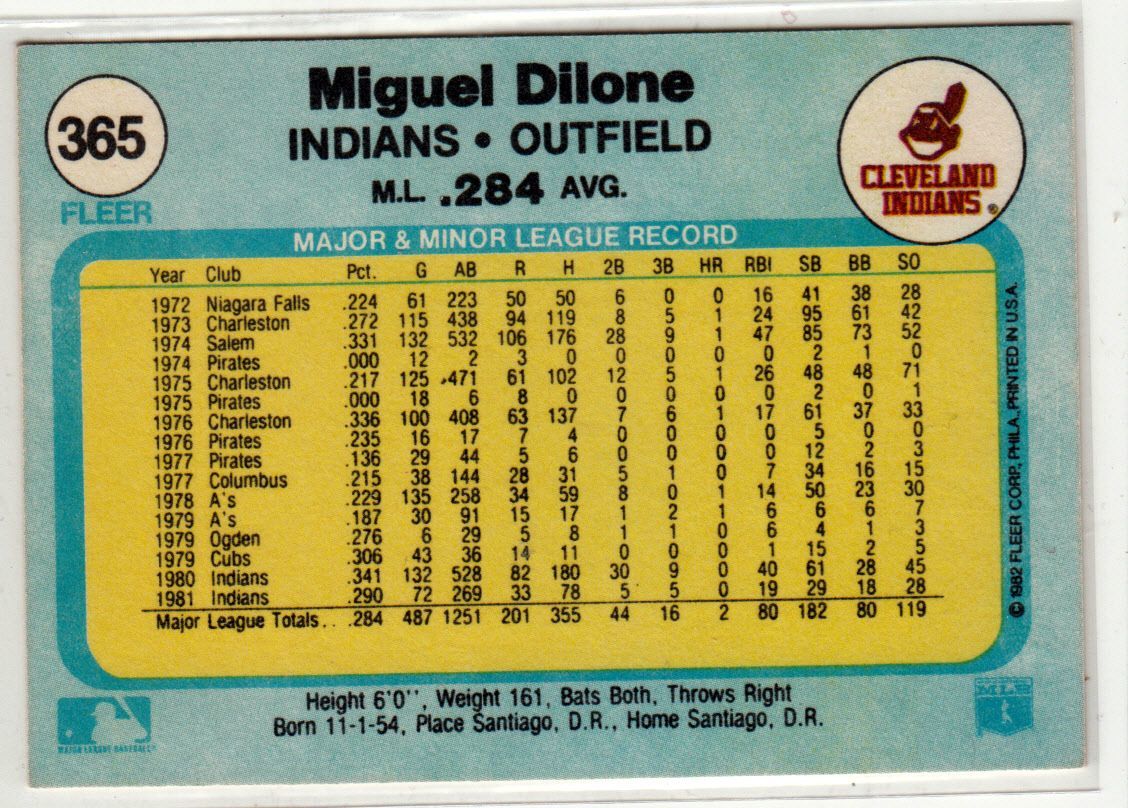 365
FLEER
Miguel Dilone
INDIANS • OUTFIELD
M.L. .284 AVG.
CLEVELAND
INDIANS ®
MAJOR & MINOR LEAGUE RECORD
Year Club Pct. G AB R H 2B 3B HR RBI SB BB SO
1972 Niagara Falls .224 61 223 50 50 6 0 0 16 41 38 28
1973 Charleston .272 115 438 94 119 8 5 1 24 95 61 42
1974 Salem .331 132 532 106 176 28 9 1 47 85 73 52
1974 Pirates .000 12 2 3 0 0 0 0 0 2 1 0
1975 Charleston .217 125 471 61 102 12 5 1 26 48 48 71
1975 Pirates .000 18 6 8 0 0 0 0 0 2 0 1
1976 Charleston .336 100 408 63 137 7 6 1 17 61 37 33
1976 Pirates .235 16 17 7 4 0 0 0 0 5 0 0
1977 Pirates .136 29 44 5 6 0 0 0 0 12 2 3
1977 Columbus .215 38 144 28 31 5 1 0 7 34 16 15
1978 A's .229 135 258 34 59 8 0 1 14 50 23 30
1979 A's .187 30 91 15 17 1 2 1 6 6 6 7
1979 Ogden .276 6 29 5 8 1 1 0 6 4 1 3
1979 Cubs .306 43 36 14 11 0 0 0 1 15 2 5
1980 Indians .341 132 528 82 180 30 9 0 40 61 28 45
1981 Indians .290 72 269 33 78 5 5 0 19 29 18 28
Major League Totals. . .284 487 1251 201 355 44 16 2 80 182 80 119
© 1982 FLEER CORP, PHILA., PRINTED IN U.S.A.
Height 6'0'', Weight 161, Bats Both, Throws Right
Born 11-1-54, Place Santiago, D.R., Home Santiago, D.R.
MAJOR LEAGUE BASEBALL
MLB